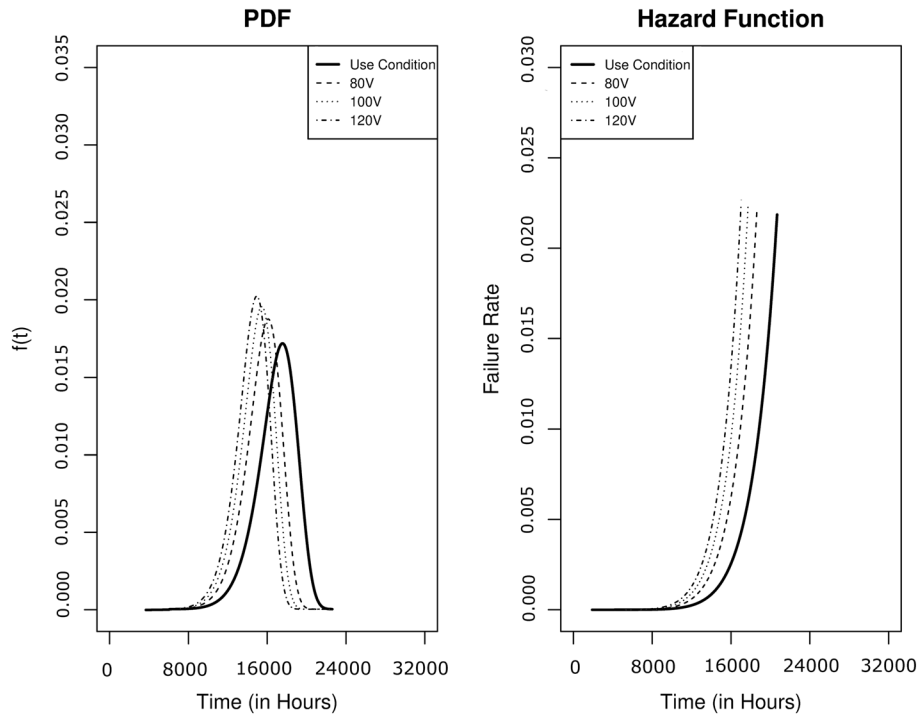 PDF
0.035
0.030
0.025
0.020
0.015
0.010
0.005
0.000
f(t)
Use Condition
80V
100V
120V
0
8000
16000
24000
32000
Time (in Hours)
Hazard Function
0.030
0.025
0.020
0.015
0.010
0.005
0.000
Failure Rate
Use Condition
80V
100V
120V
0
8000
16000
24000
32000
Time (in Hours)